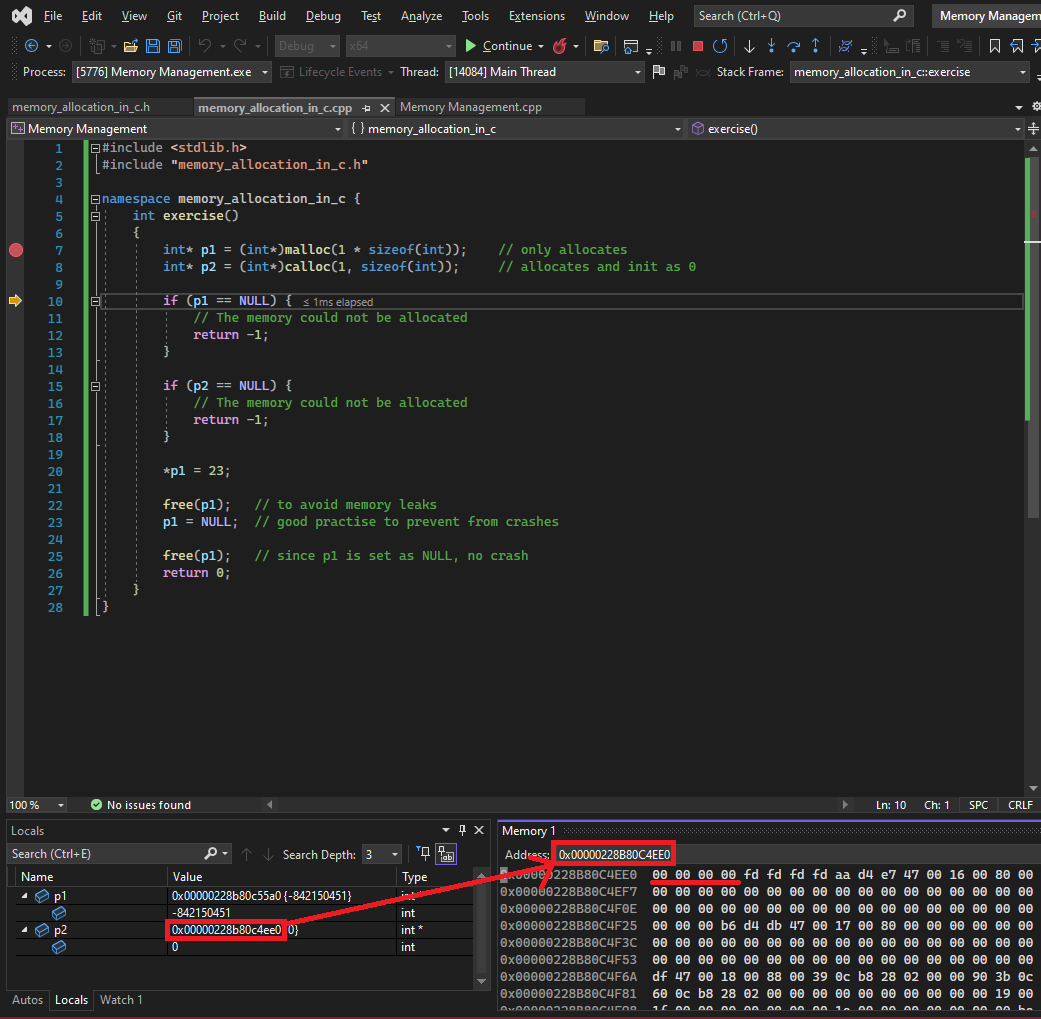 File Edit View Git Project Build Debug Test Analyze Tools Extensions Window Help Search (Ctrl+Q) Memory Managem
Debug x64 Continue
Process: [5776] Memory Management.exe Lifecycle Events Thread: [14084] Main Thread Stack Frame: memory_allocation_in_c::exercise
memory_allocation_in_c.h memory_allocation_in_c.cpp Memory Management.cpp
Memory Management { } memory_allocation_in_c exercise()
1 #include <stdlib.h>
2 #include "memory_allocation_in_c.h"
3
4 namespace memory_allocation_in_c {
5 int exercise()
6 {
7 int* p1 = (int*)malloc(1 * sizeof(int)); // only allocates
8 int* p2 = (int*)calloc(1, sizeof(int)); // allocates and init as 0
9
10 if (p1 == NULL) { ≤ 1ms elapsed
11 // The memory could not be allocated
12 return -1;
13 }
14
15 if (p2 == NULL) {
16 // The memory could not be allocated
17 return -1;
18 }
19
20 *p1 = 23;
21
22 free(p1); // to avoid memory leaks
23 p1 = NULL; // good practise to prevent from crashes
24
25 free(p1); // since p1 is set as NULL, no crash
26 return 0;
27 }
28 }
100 % No issues found Ln: 10 Ch: 1 SPC CRLF
Locals
Search (Ctrl+E) Search Depth: 3
Name Value Type
p1 0x00000228b80c55a0 {-842150451} int *
-842150451 int
p2 0x00000228b80c4ee0 {0} int *
0 int
Autos Locals Watch 1
Memory 1
Address: 0x00000228B80C4EE0
0x00000228B80C4EE0 00 00 00 00 fd fd fd fd aa d4 e7 47 00 16 00 80 00
0x00000228B80C4EF7 00 00 00 00 00 00 00 00 00 00 00 00 00 00 00 00 00
0x00000228B80C4F0E 00 00 00 00 00 00 00 00 00 00 00 00 00 00 00 00 00
0x00000228B80C4F25 00 00 00 b6 d4 db 47 00 17 00 80 00 00 00 00 00 00
0x00000228B80C4F3C 00 00 00 00 00 00 00 00 00 00 00 00 00 00 00 00 00
0x00000228B80C4F53 00 00 00 00 00 00 00 00 00 00 00 00 00 00 00 00 00
0x00000228B80C4F6A df 47 00 18 00 88 00 39 0c b8 28 02 00 00 90 3b 0c
0x00000228B80C4F81 60 0c b8 28 02 00 00 00 00 00 00 00 00 00 00 19 00